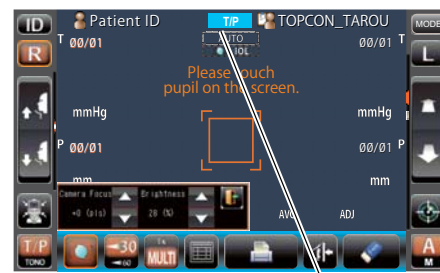 ID Patient ID T/P TOPCON_TAROU MODE
R T 00/01 AUTO 00/01 T L
IOL
Please touch
pupil on the screen.
mmHg mmHg
P 00/01 00/01 P
mm mm
Camera Focus Brightness
+0 (pls) 28 (%) AVG ADJ
T/P TONO -30 MULTI A M